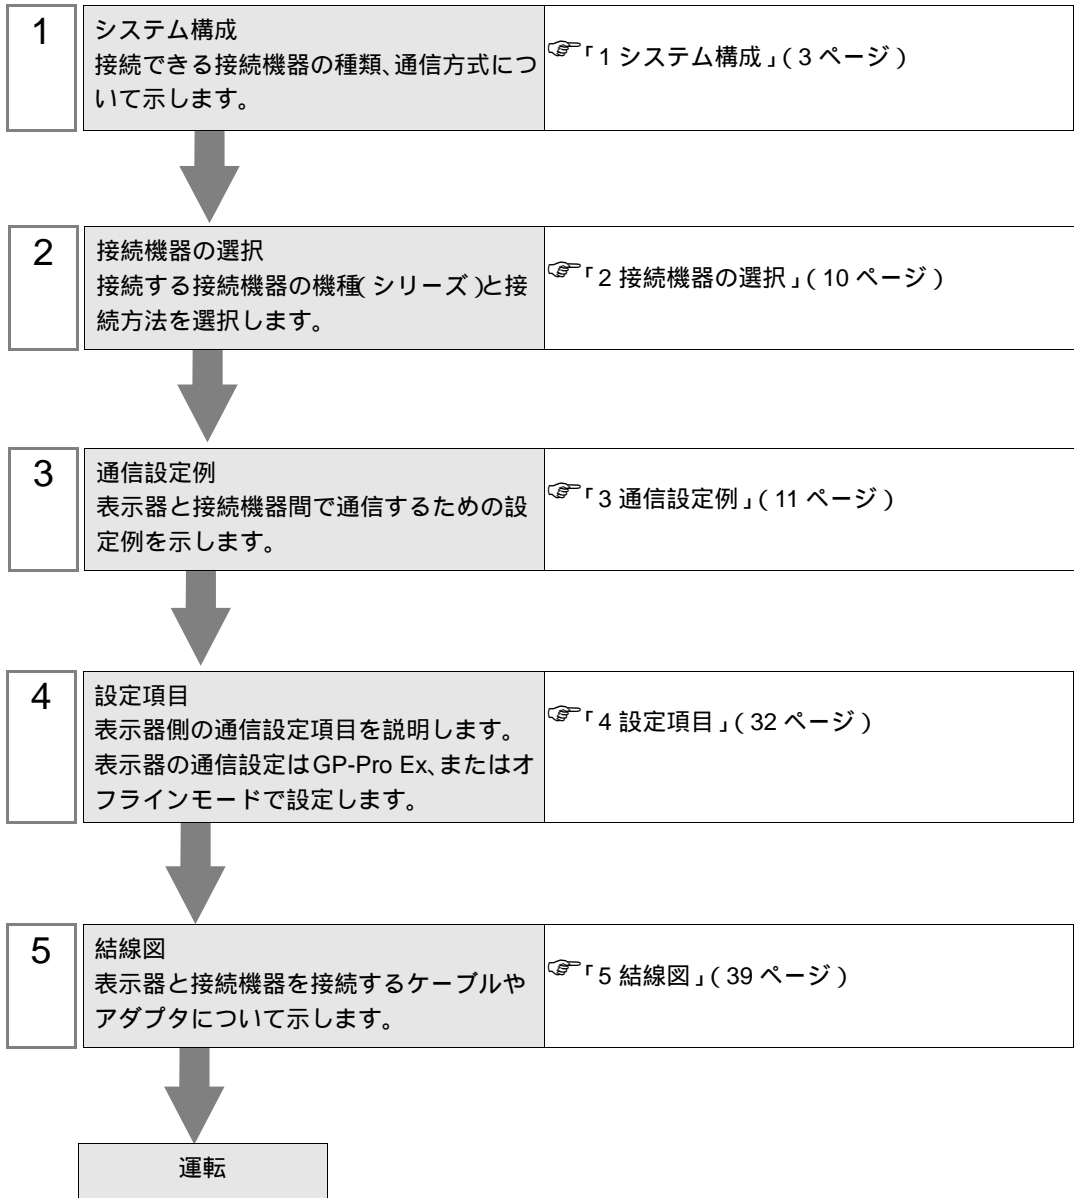 1
システム構成
接続できる接続機器の種類、通信方式につ
いて示します。
☞「1 システム構成」( 3 ページ )
2
接続機器の選択
接続する接続機器の機種( シリーズ )と接
続方法を選択します。
☞「2 接続機器の選択」( 10 ページ )
3
通信設定例
表示器と接続機器間で通信するための設
定例を示します。
☞「3 通信設定例」( 11 ページ )
4
設定項目
表示器側の通信設定項目を説明します。
表示器の通信設定はGP-Pro Ex、またはオ
フラインモードで設定します。
☞「4 設定項目」( 32 ページ )
5
結線図
表示器と接続機器を接続するケーブルや
アダプタについて示します。
☞「5 結線図」( 39 ページ )
運転